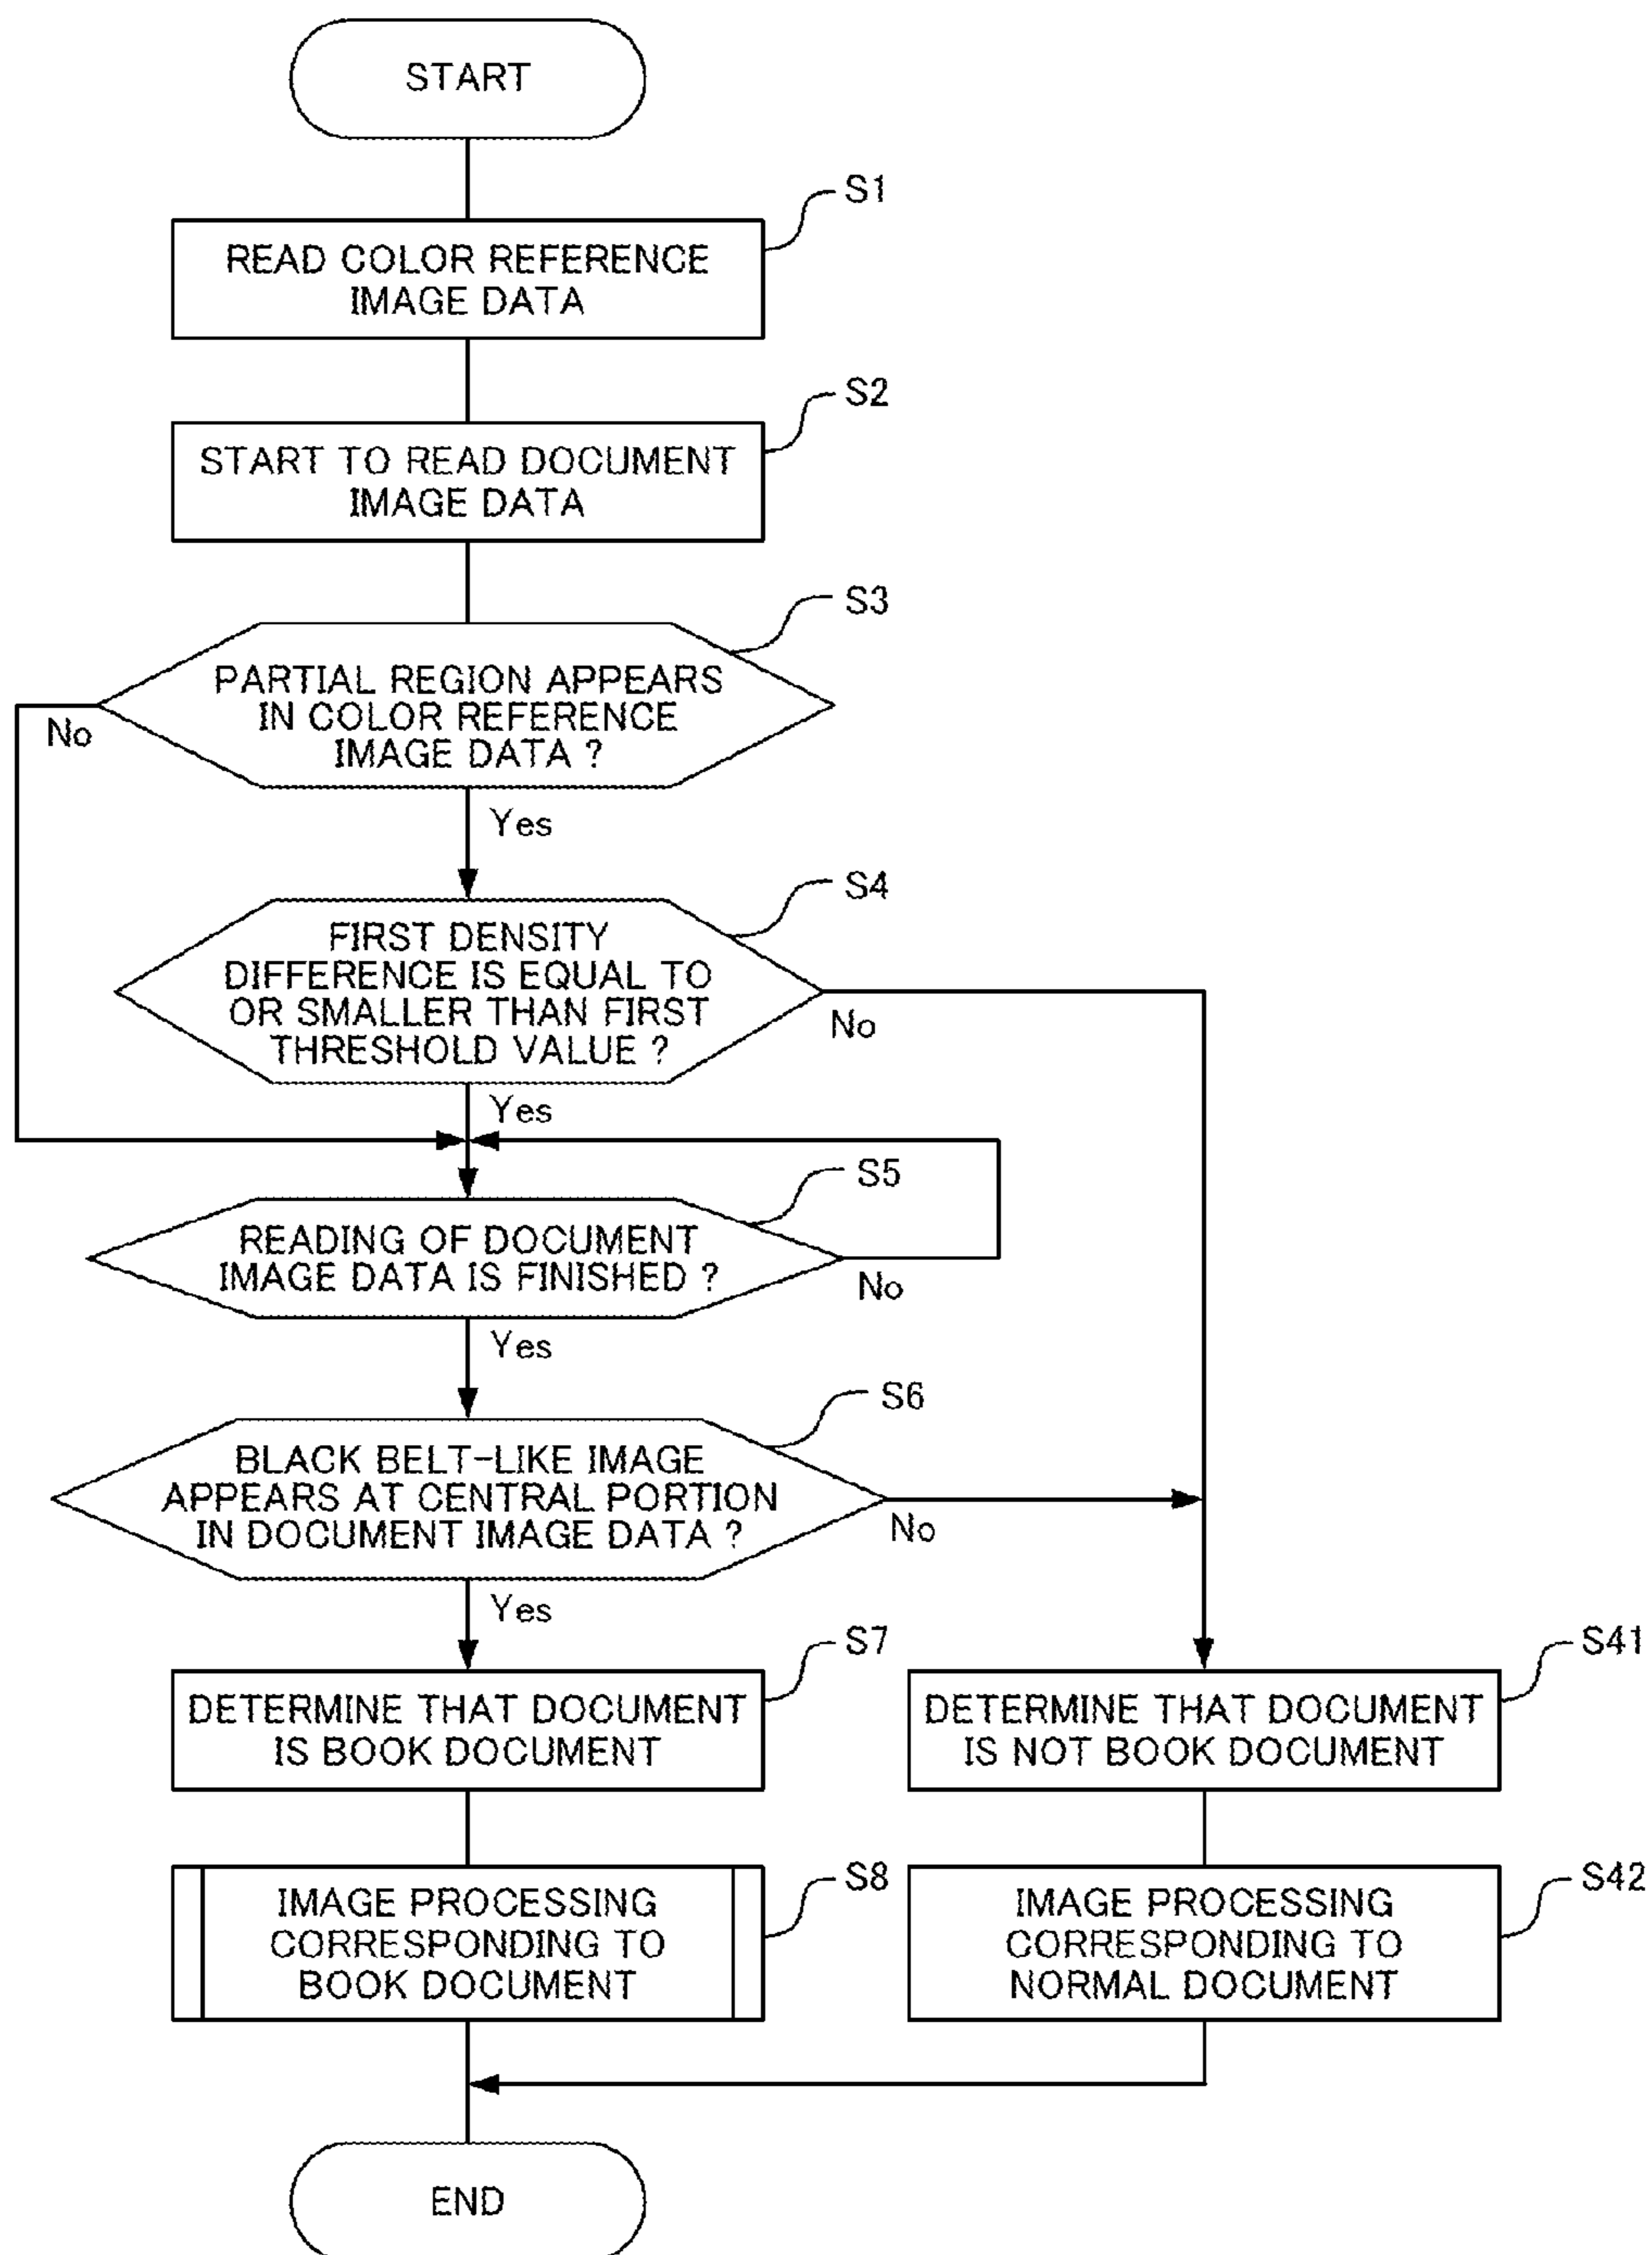 START
S1
READ COLOR REFERENCE
IMAGE DATA
S2
START TO READ DOCUMENT
IMAGE DATA
S3
PARTIAL REGION APPEARS
IN COLOR REFERENCE
IMAGE DATA ?
No
Yes
S4
FIRST DENSITY
DIFFERENCE IS EQUAL TO
OR SMALLER THAN FIRST
THRESHOLD VALUE ?
No
Yes
S5
READING OF DOCUMENT
IMAGE DATA IS FINISHED ?
No
Yes
S6
BLACK BELT-LIKE IMAGE
APPEARS AT CENTRAL PORTION
IN DOCUMENT IMAGE DATA ?
No
Yes
S7
DETERMINE THAT DOCUMENT
IS BOOK DOCUMENT
S41
DETERMINE THAT DOCUMENT
IS NOT BOOK DOCUMENT
S8
IMAGE PROCESSING
CORRESPONDING TO
BOOK DOCUMENT
S42
IMAGE PROCESSING
CORRESPONDING TO
NORMAL DOCUMENT
END